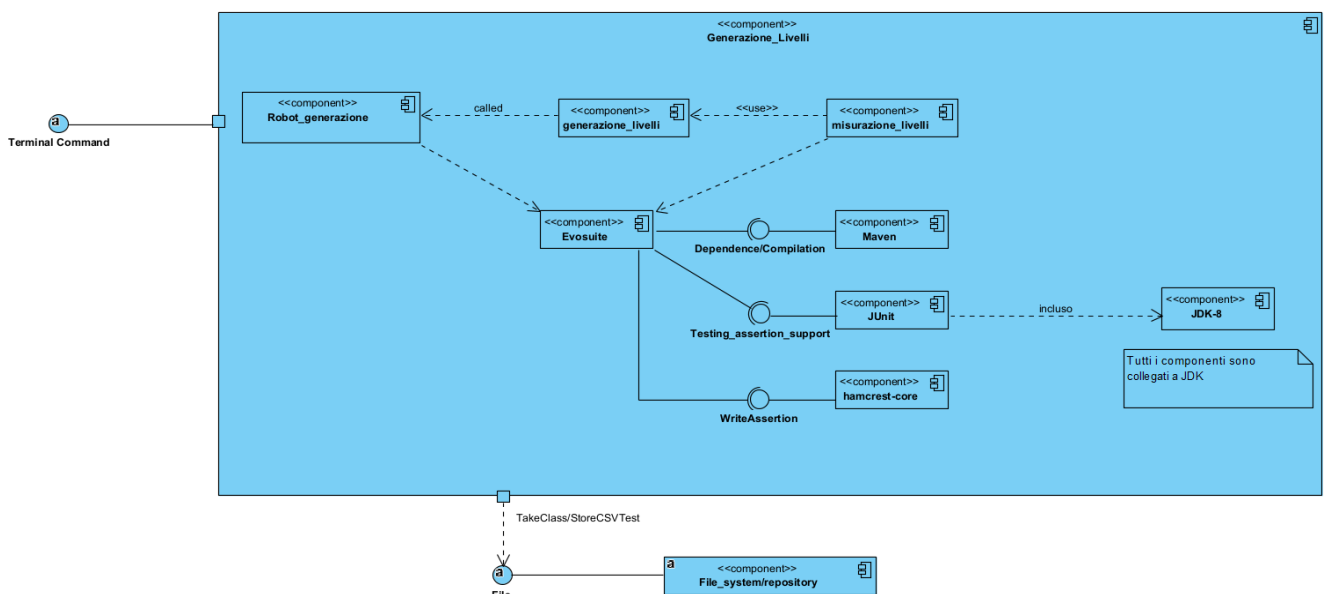 <<component>>
Generazione_Livelli
<<component>>
Robot_generazione
called
<<component>>
generazione_livelli
<<use>>
<<component>>
misurazione_livelli
a
Terminal Command
<<component>>
Evosuite
Dependence/Compilation
<<component>>
Maven
Testing_assertion_support
<<component>>
JUnit
incluso
<<component>>
JDK-8
Tutti i componenti sono
collegati a JDK
WriteAssertion
<<component>>
hamcrest-core
TakeClass/StoreCSVTest
a
File
a
<<component>>
File_system/repository